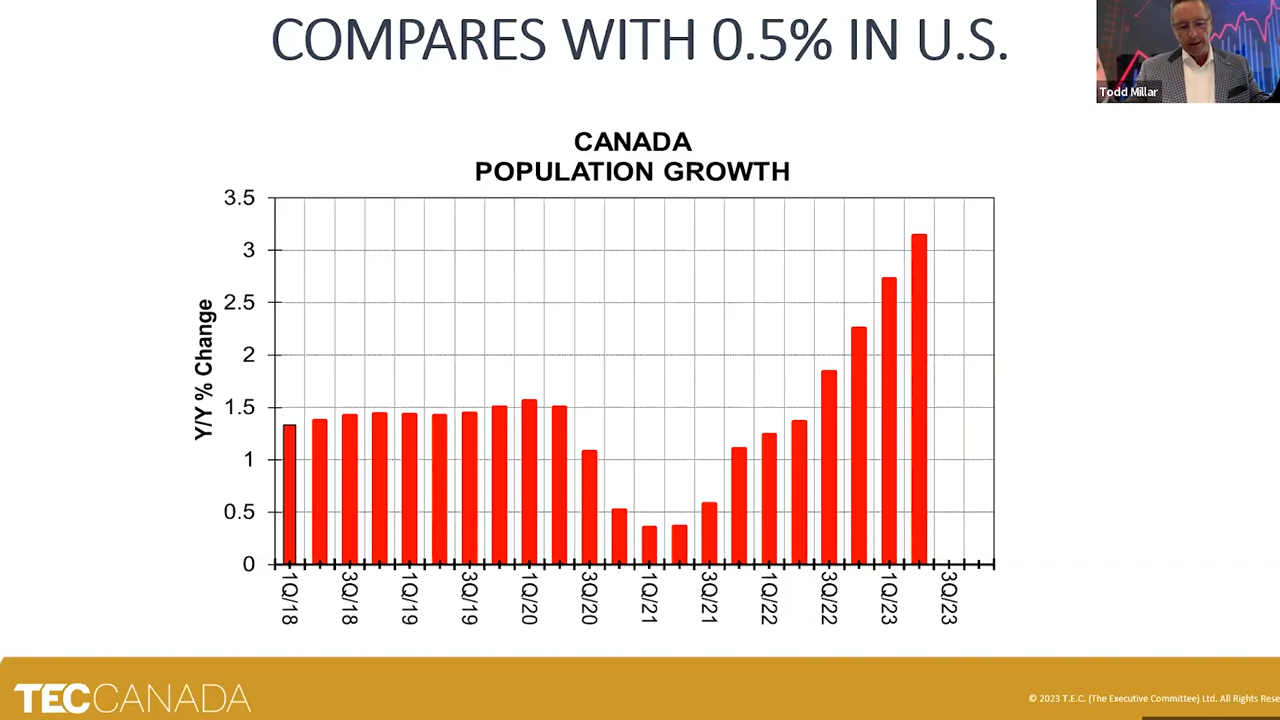 COMPARES WITH 0.5% IN U.S.
Todd Millar
CANADA
POPULATION GROWTH
Y/Y % Change
3.5
3
2.5
2
1.5
1
0.5
0
1Q/18
3Q/18
1Q/19
3Q/19
1Q/20
3Q/20
1Q/21
3Q/21
1Q/22
3Q/22
1Q/23
3Q/23
TECCANADA
© 2023 T.E.C. (The Executive Committee) Ltd. All Rights Rese